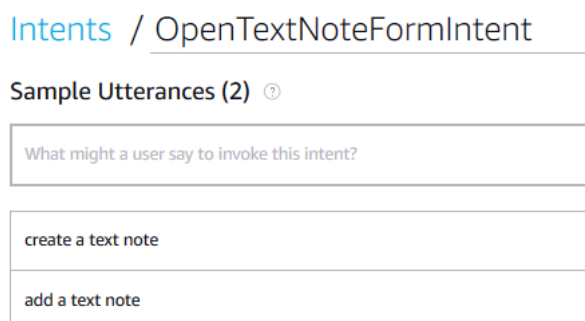 Intents / OpenTextNoteFormIntent
Sample Utterances (2) ?
What might a user say to invoke this intent?
create a text note
add a text note